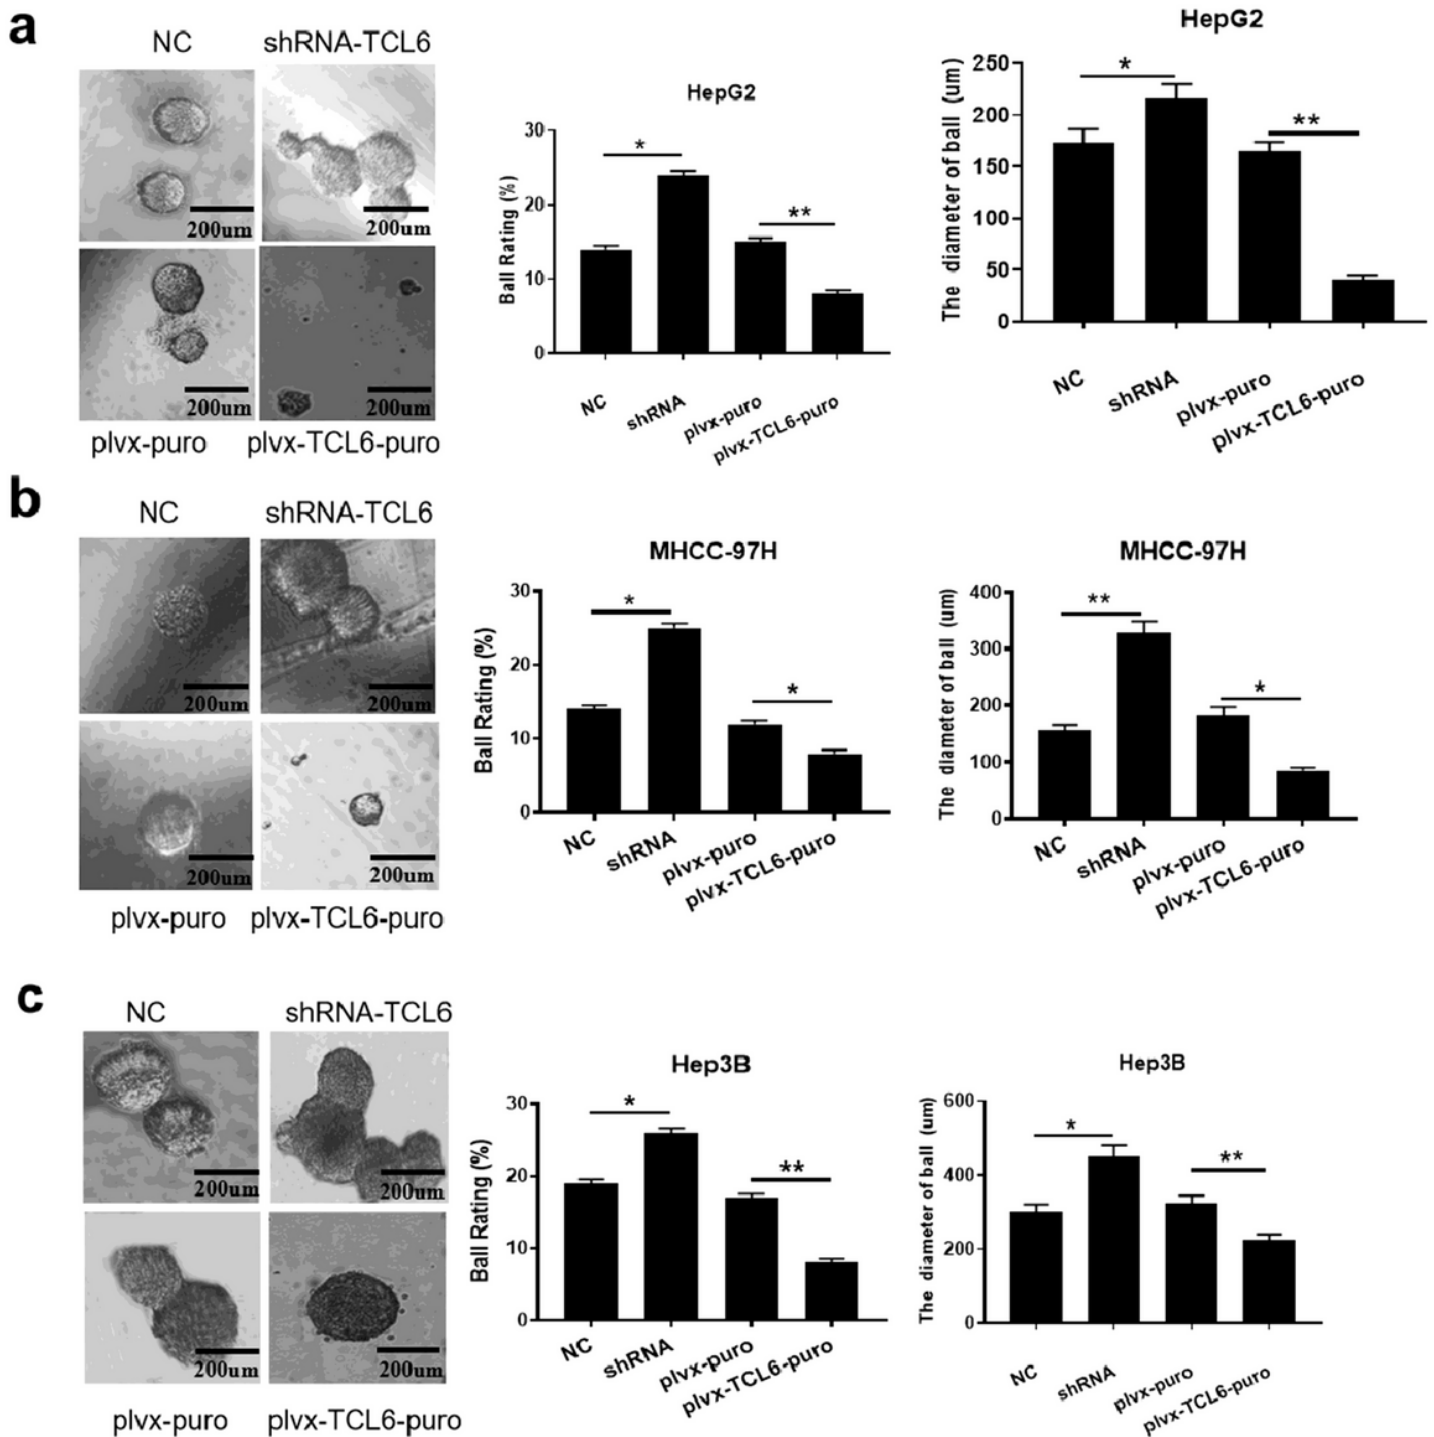 a
NC
shRNA-TCL6
200um
200um
200um
200um
plvx-puro
plvx-TCL6-puro
HepG2
Ball Rating (%)
30
20
10
0
*
**
NC
shRNA
plvx-puro
plvx-TCL6-puro
HepG2
The diameter of ball (um)
250
200
150
100
50
0
*
**
NC
shRNA
plvx-puro
plvx-TCL6-puro
b
NC
shRNA-TCL6
200um
200um
200um
200um
plvx-puro
plvx-TCL6-puro
MHCC-97H
Ball Rating (%)
30
20
10
0
*
*
NC
shRNA
plvx-puro
plvx-TCL6-puro
MHCC-97H
The diameter of ball (um)
400
300
200
100
0
**
*
NC
shRNA
plvx-puro
plvx-TCL6-puro
c
NC
shRNA-TCL6
200um
200um
200um
200um
plvx-puro
plvx-TCL6-puro
Hep3B
Ball Rating (%)
30
20
10
0
*
**
NC
shRNA
plvx-puro
plvx-TCL6-puro
Hep3B
The diameter of ball (um)
600
400
200
0
*
**
NC
shRNA
plvx-puro
plvx-TCL6-puro